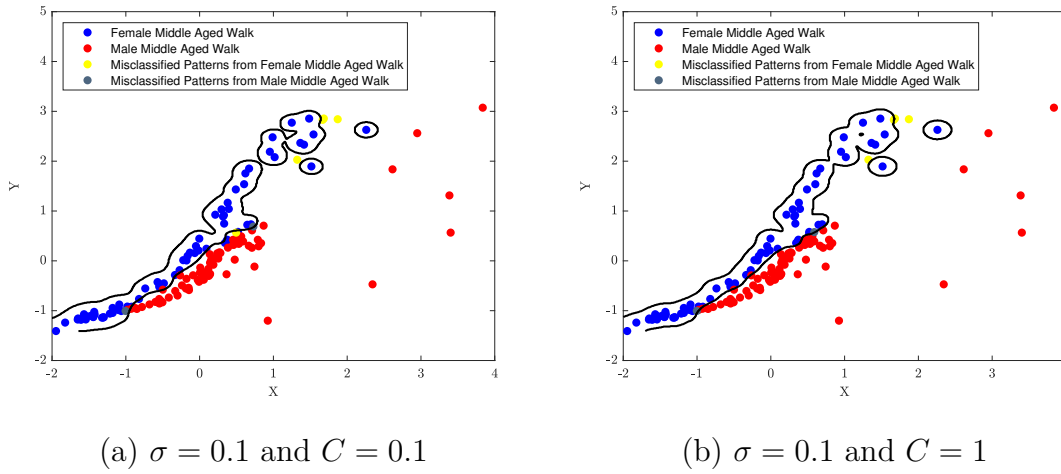 5
4
3
2
1
0
-1
-2
Y
-2 -1 0 1 2 3 4
X
Female Middle Aged Walk
Male Middle Aged Walk
Misclassified Patterns from Female Middle Aged Walk
Misclassified Patterns from Male Middle Aged Walk
(a) σ = 0.1 and C = 0.1
5
4
3
2
1
0
-1
-2
Y
-2 -1 0 1 2 3
X
Female Middle Aged Walk
Male Middle Aged Walk
Misclassified Patterns from Female Middle Aged Walk
Misclassified Patterns from Male Middle Aged Walk
(b) σ = 0.1 and C = 1